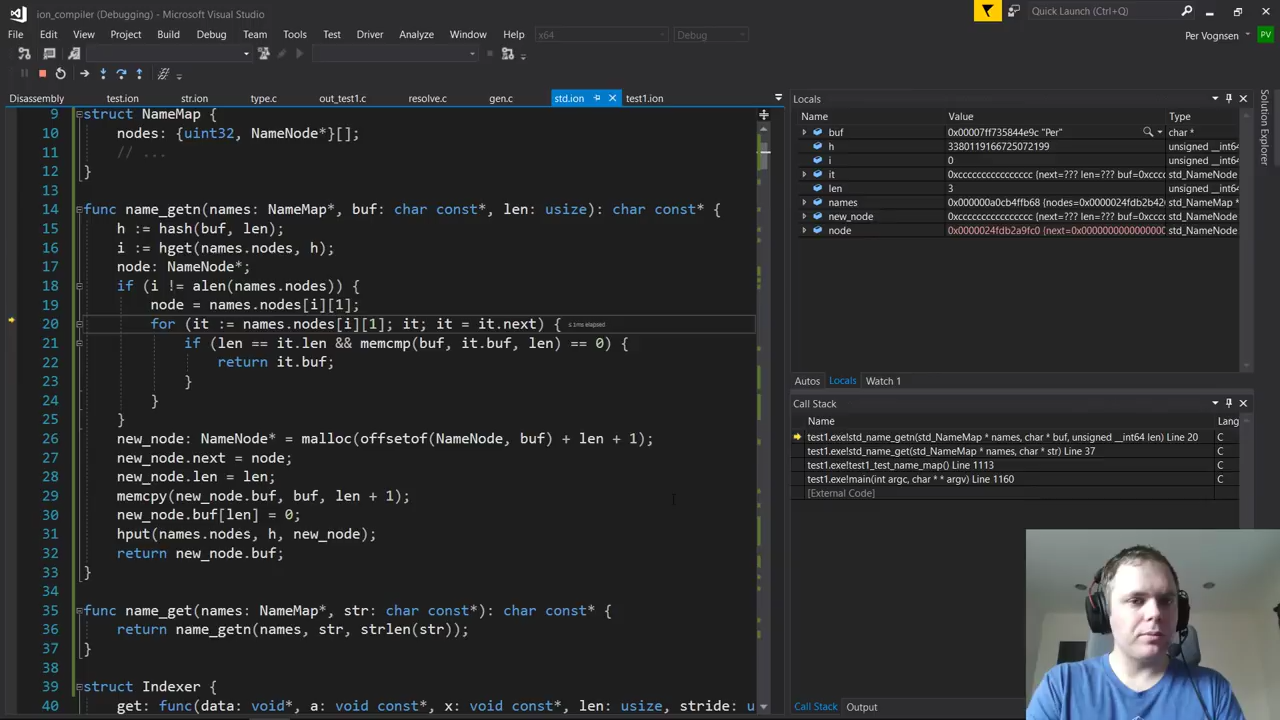 ion_compiler (Debugging) - Microsoft Visual Studio
Quick Launch (Ctrl+Q)
File Edit View Project Build Debug Team Tools Test Driver Analyze Window Help x64 Debug
Per Vognsen PV
Disassembly test.ion str.ion type.c out_test1.c resolve.c gen.c std.ion test1.ion
9 struct NameMap {
10 nodes: {uint32, NameNode*}[];
11 // ...
12 }
13
14 func name_getn(names: NameMap*, buf: char const*, len: usize): char const* {
15 h := hash(buf, len);
16 i := hget(names.nodes, h);
17 node: NameNode*;
18 if (i != alen(names.nodes)) {
19 node = names.nodes[i][1];
20 for (it := names.nodes[i][1]; it; it = it.next) { ≤ 1ms elapsed
21 if (len == it.len && memcmp(buf, it.buf, len) == 0) {
22 return it.buf;
23 }
24 }
25 }
26 new_node: NameNode* = malloc(offsetof(NameNode, buf) + len + 1);
27 new_node.next = node;
28 new_node.len = len;
29 memcpy(new_node.buf, buf, len + 1);
30 new_node.buf[len] = 0;
31 hput(names.nodes, h, new_node);
32 return new_node.buf;
33 }
34
35 func name_get(names: NameMap*, str: char const*): char const* {
36 return name_getn(names, str, strlen(str));
37 }
38
39 struct Indexer {
40 get: func(data: void*, a: void const*, x: void const*, len: usize, stride: u
Locals
Name Value Type
buf 0x00007ff735844e9c "Per" char *
h 3380119166725072199 unsigned __int64
i 0 unsigned __int64
it 0xcccccccccccccccc {next=??? len=??? buf=0xcccc std_NameNode
len 3 unsigned __int64
names 0x000000a0cb4ffb68 {nodes=0x0000024fdb2b42 std_NameMap *
new_node 0xcccccccccccccccc {next=??? len=??? buf=0xcccc std_NameNode
node 0x0000024fdb2a9fc0 {next=0x0000000000000000 std_NameNode
Autos Locals Watch 1
Call Stack
Name Lang
test1.exe!std_name_getn(std_NameMap * names, char * buf, unsigned __int64 len) Line 20 C
test1.exe!std_name_get(std_NameMap * names, char * str) Line 37 C
test1.exe!test1_test_name_map() Line 1113 C
test1.exe!main(int argc, char * * argv) Line 1160 C
[External Code]
Call Stack Output
Solution Explorer